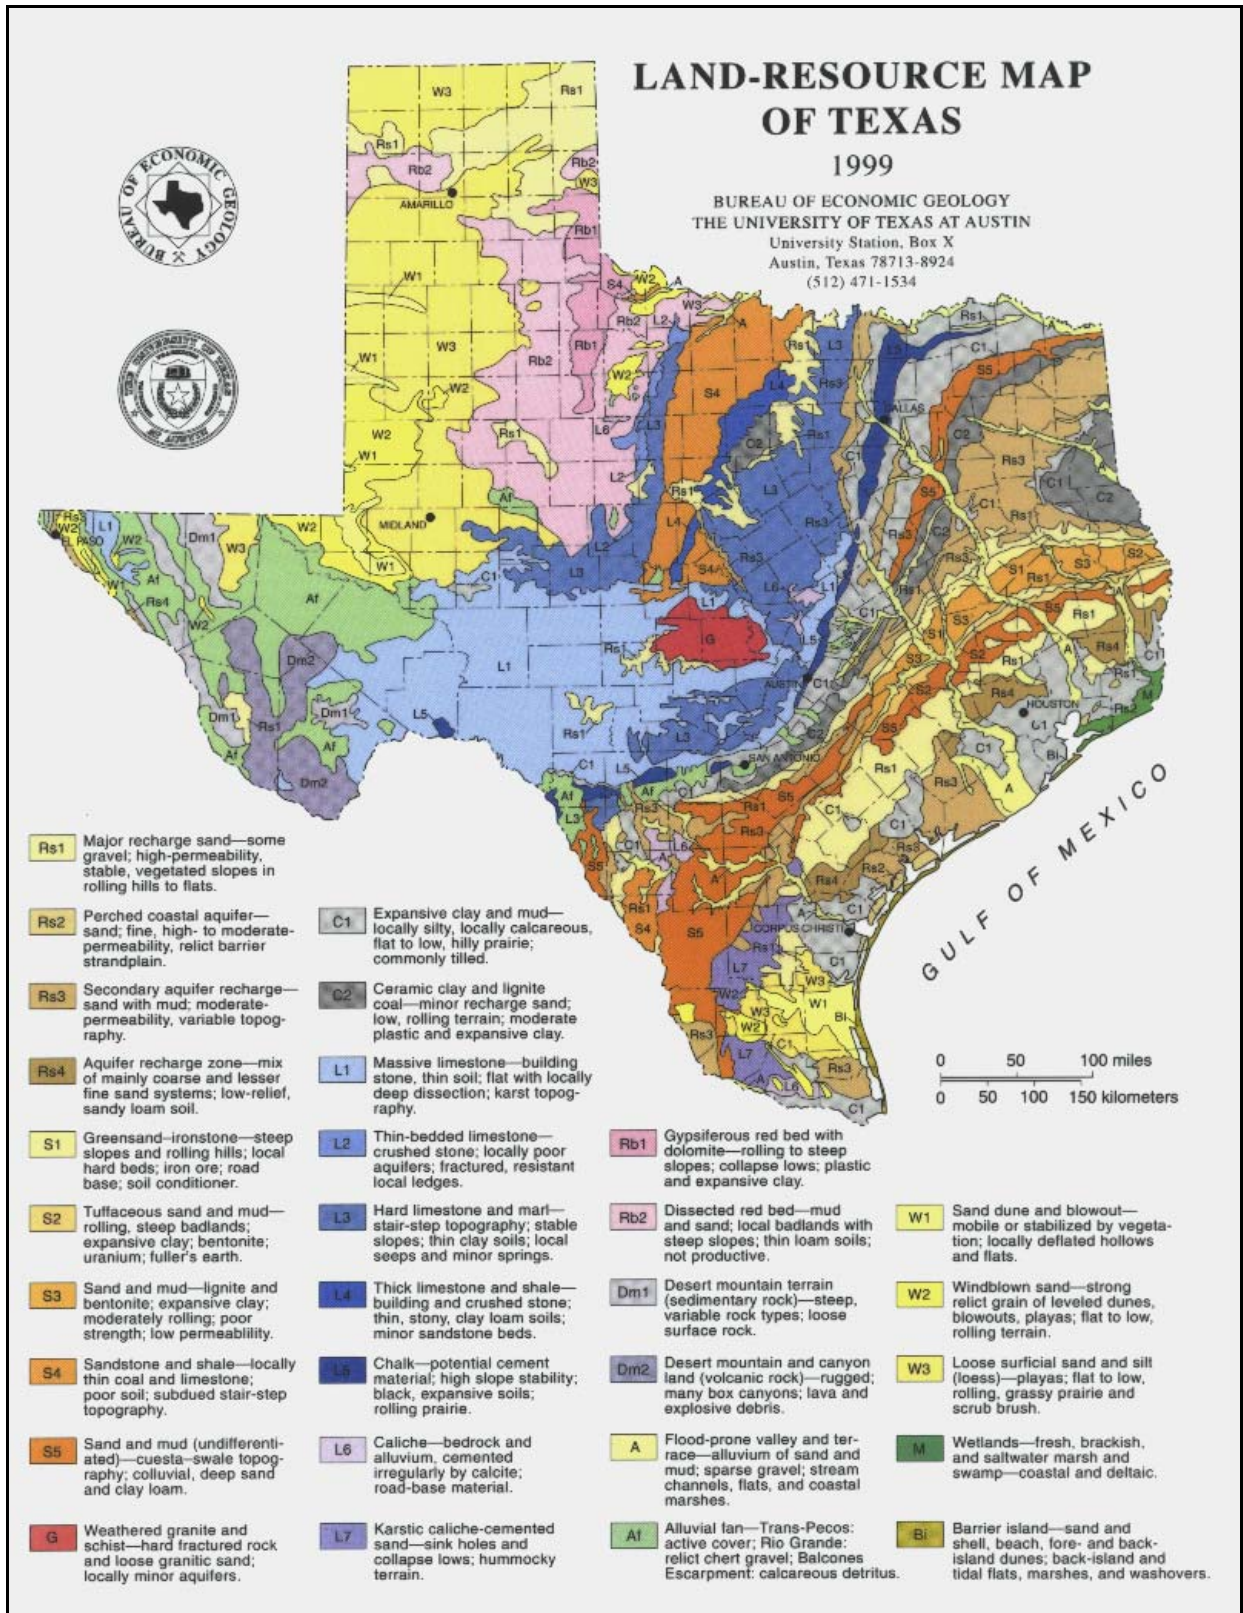 LAND-RESOURCE MAP
OF TEXAS
1999
BUREAU OF ECONOMIC GEOLOGY
THE UNIVERSITY OF TEXAS AT AUSTIN
University Station, Box X
Austin, Texas 78713-8924
(512) 471-1534
BUREAU OF ECONOMIC GEOLOGY
AMARILLO
DALLAS
MIDLAND
EL PASO
AUSTIN
HOUSTON
SAN ANTONIO
CORPUS CHRISTI
GULF OF MEXICO
0 50 100 miles
0 50 100 150 kilometers
Rs1
Major recharge sand—some
gravel; high-permeability,
stable, vegetated slopes in
rolling hills to flats.
Rs2
Perched coastal aquifer—
sand; fine, high- to moderate-
permeability, relict barrier
strandplain.
Rs3
Secondary aquifer recharge—
sand with mud; moderate-
permeability, variable topog-
raphy.
Rs4
Aquifer recharge zone—mix
of mainly coarse and lesser
fine sand systems; low-relief,
sandy loam soil.
S1
Greensand–ironstone—steep
slopes and rolling hills; local
hard beds; iron ore; road
base; soil conditioner.
S2
Tuffaceous sand and mud—
rolling, steep badlands;
expansive clay; bentonite;
uranium; fuller's earth.
S3
Sand and mud—lignite and
bentonite; expansive clay;
moderately rolling; poor
strength; low permeablility.
S4
Sandstone and shale—locally
thin coal and limestone;
poor soil; subdued stair-step
topography.
S5
Sand and mud (undifferenti-
ated)—cuesta–swale topog-
raphy; colluvial, deep sand
and clay loam.
G
Weathered granite and
schist—hard fractured rock
and loose granitic sand;
locally minor aquifers.
C1
Expansive clay and mud—
locally silty, locally calcareous,
flat to low, hilly prairie;
commonly tilled.
C2
Ceramic clay and lignite
coal—minor recharge sand;
low, rolling terrain; moderate
plastic and expansive clay.
L1
Massive limestone—building
stone, thin soil; flat with locally
deep dissection; karst topog-
raphy.
L2
Thin-bedded limestone—
crushed stone; locally poor
aquifers; fractured, resistant
local ledges.
L3
Hard limestone and marl—
stair-step topography; stable
slopes; thin clay soils; local
seeps and minor springs.
L4
Thick limestone and shale—
building and crushed stone;
thin, stony, clay loam soils;
minor sandstone beds.
L5
Chalk—potential cement
material; high slope stability;
black, expansive soils;
rolling prairie.
L6
Caliche—bedrock and
alluvium, cemented
irregularly by calcite;
road-base material.
L7
Karstic caliche-cemented
sand—sink holes and
collapse lows; hummocky
terrain.
Rb1
Gypsiferous red bed with
dolomite—rolling to steep
slopes; collapse lows; plastic
and expansive clay.
Rb2
Dissected red bed—mud
and sand; local badlands with
steep slopes; thin loam soils;
not productive.
Dm1
Desert mountain terrain
(sedimentary rock)—steep,
variable rock types; loose
surface rock.
Dm2
Desert mountain and canyon
land (volcanic rock)—rugged;
many box canyons; lava and
explosive debris.
A
Flood-prone valley and ter-
race—alluvium of sand and
mud; sparse gravel; stream
channels, flats, and coastal
marshes.
Af
Alluvial fan—Trans-Pecos:
active cover; Rio Grande:
relict chert gravel; Balcones
Escarpment: calcareous detritus.
W1
Sand dune and blowout—
mobile or stabilized by vegeta-
tion; locally deflated hollows
and flats.
W2
Windblown sand—strong
relict grain of leveled dunes,
blowouts, playas; flat to low,
rolling terrain.
W3
Loose surficial sand and silt
(loess)—playas; flat to low,
rolling, grassy prairie and
scrub brush.
M
Wetlands—fresh, brackish,
and saltwater marsh and
swamp—coastal and deltaic.
Bi
Barrier island—sand and
shell, beach, fore- and back-
island dunes; back-island and
tidal flats, marshes, and washovers.